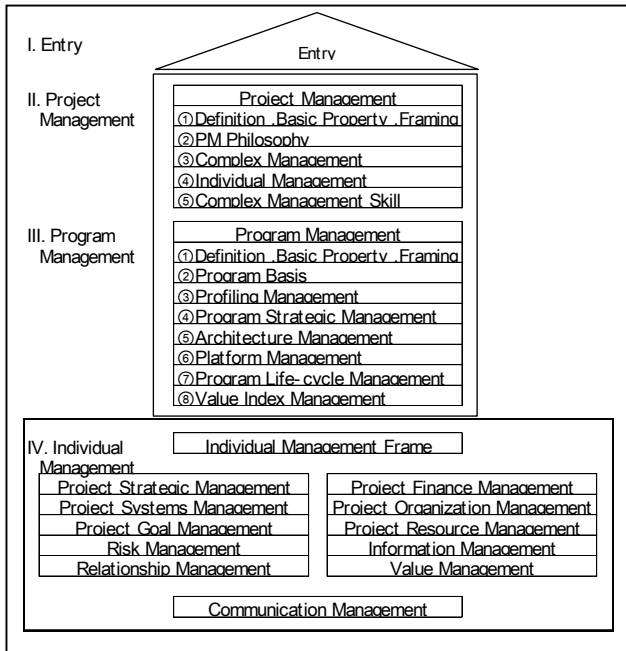 I. Entry
Entry
II. Project
Management
Project Management
①Definition ,Basic Property ,Framing
②PM Philosophy
③Complex Management
④Individual Management
⑤Complex Management Skill
III. Program
Management
Program Management
①Definition ,Basic Property ,Framing
②Program Basis
③Profiling Management
④Program Strategic Management
⑤Architecture Management
⑥Platform Management
⑦Program Life-cycle Management
⑧Value Index Management
IV. Individual
Management
Individual Management Frame
Project Strategic Management
Project Systems Management
Project Goal Management
Risk Management
Relationship Management
Project Finance Management
Project Organization Management
Project Resource Management
Information Management
Value Management
Communication Management